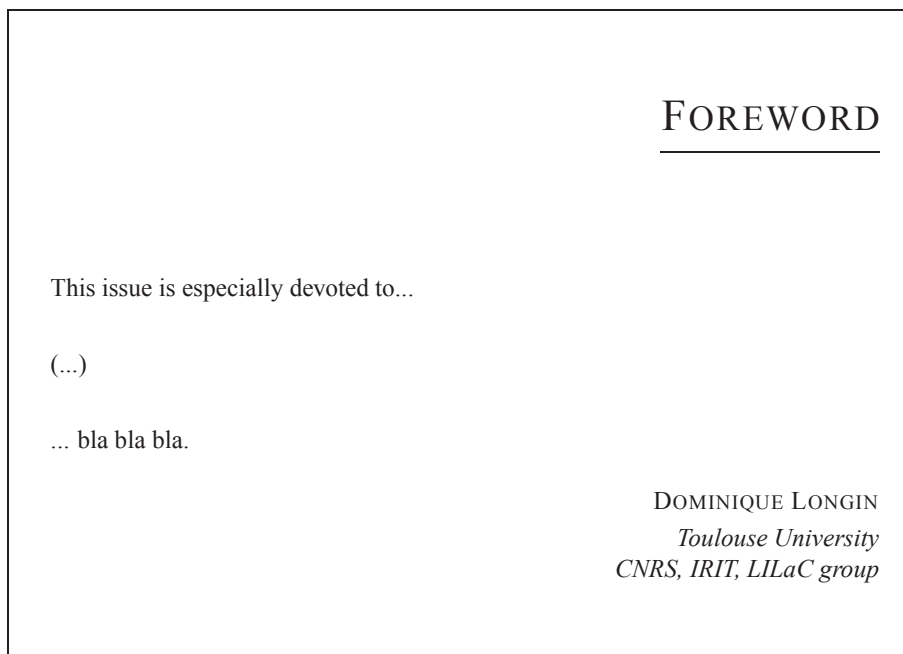 FOREWORD
This issue is especially devoted to...
(...)
... bla bla bla.
DOMINIQUE LONGIN
Toulouse University
CNRS, IRIT, LILaC group